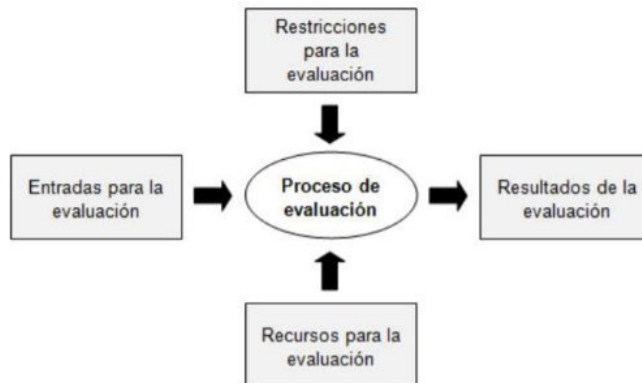 Restricciones
para la
evaluación
Entradas para la
evaluación
Proceso de
evaluación
Resultados de la
evaluación
Recursos para la
evaluación